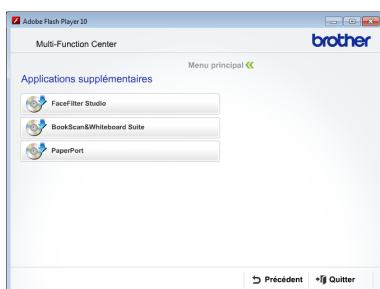 Adobe Flash Player 10
Multi-Function Center
brother
Menu principal
Applications supplémentaires
FaceFilter Studio
BookScan&Whiteboard Suite
PaperPort
Précédent
Quitter